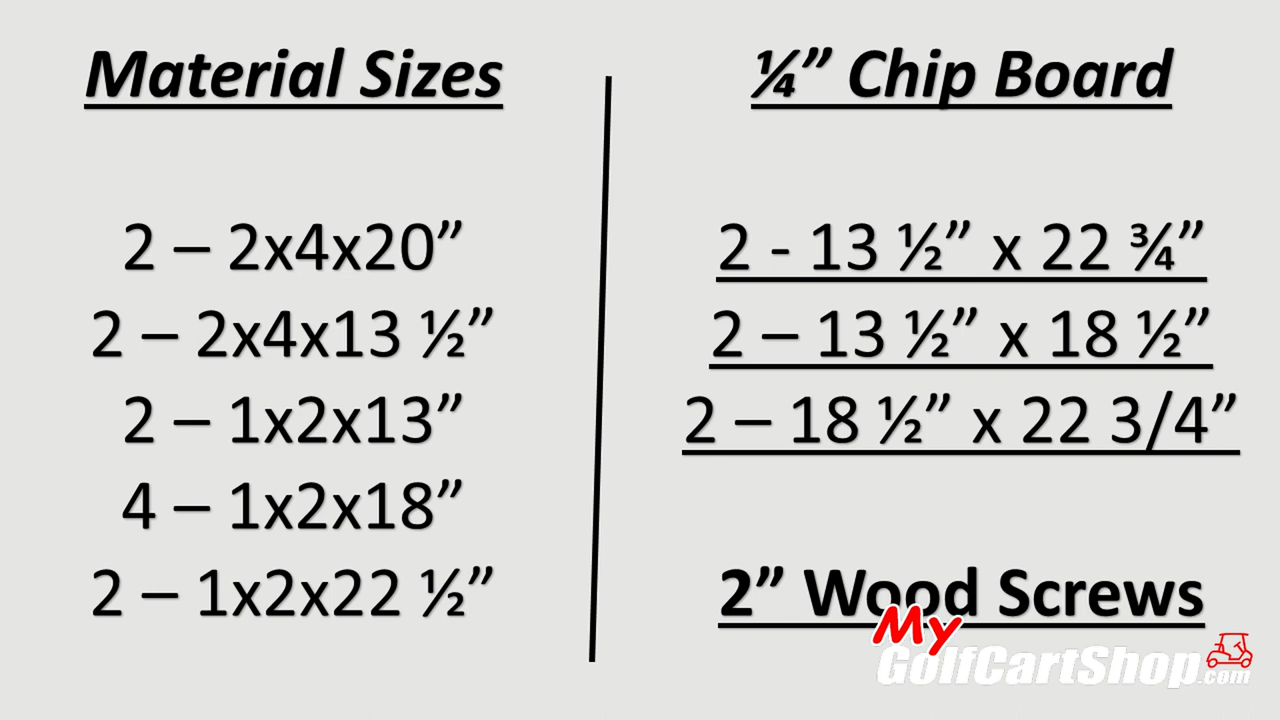 Material Sizes
2 – 2x4x20”
2 – 2x4x13 ½”
2 – 1x2x13”
4 – 1x2x18”
2 – 1x2x22 ½”
¼” Chip Board
2 - 13 ½” x 22 ¾”
2 – 13 ½” x 18 ½”
2 – 18 ½” x 22 3/4”
2” Wood Screws
My
GolfCartShop.com